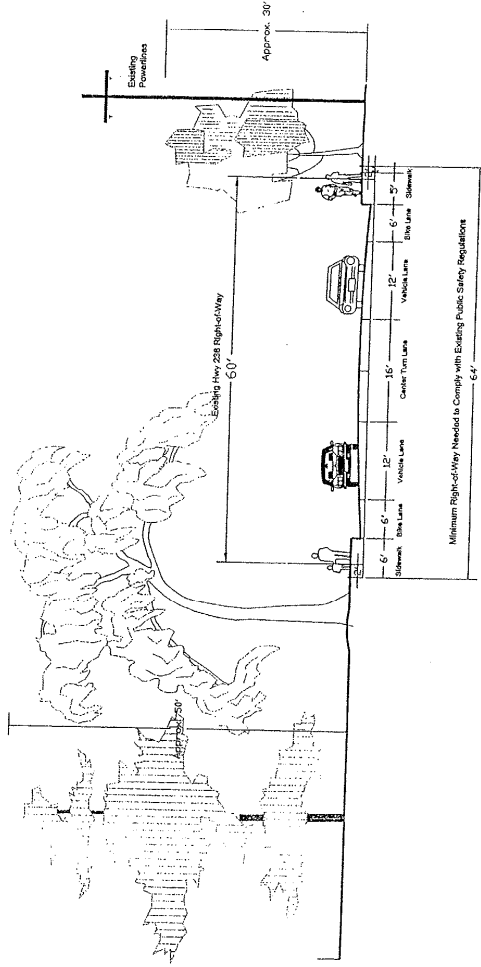 Existing
Powerlines
Approx. 30'
Existing Hwy 238 Right-of-Way
60'
Approx. 50'
6'
Sidewalk
6'
Bike Lane
12'
Vehicle Lane
16'
Center Turn Lane
12'
Vehicle Lane
6'
Bike Lane
5'
Sidewalk
2'
2'
Minimum Right-of-Way Needed to Comply with Existing Public Safety Regulations
64'